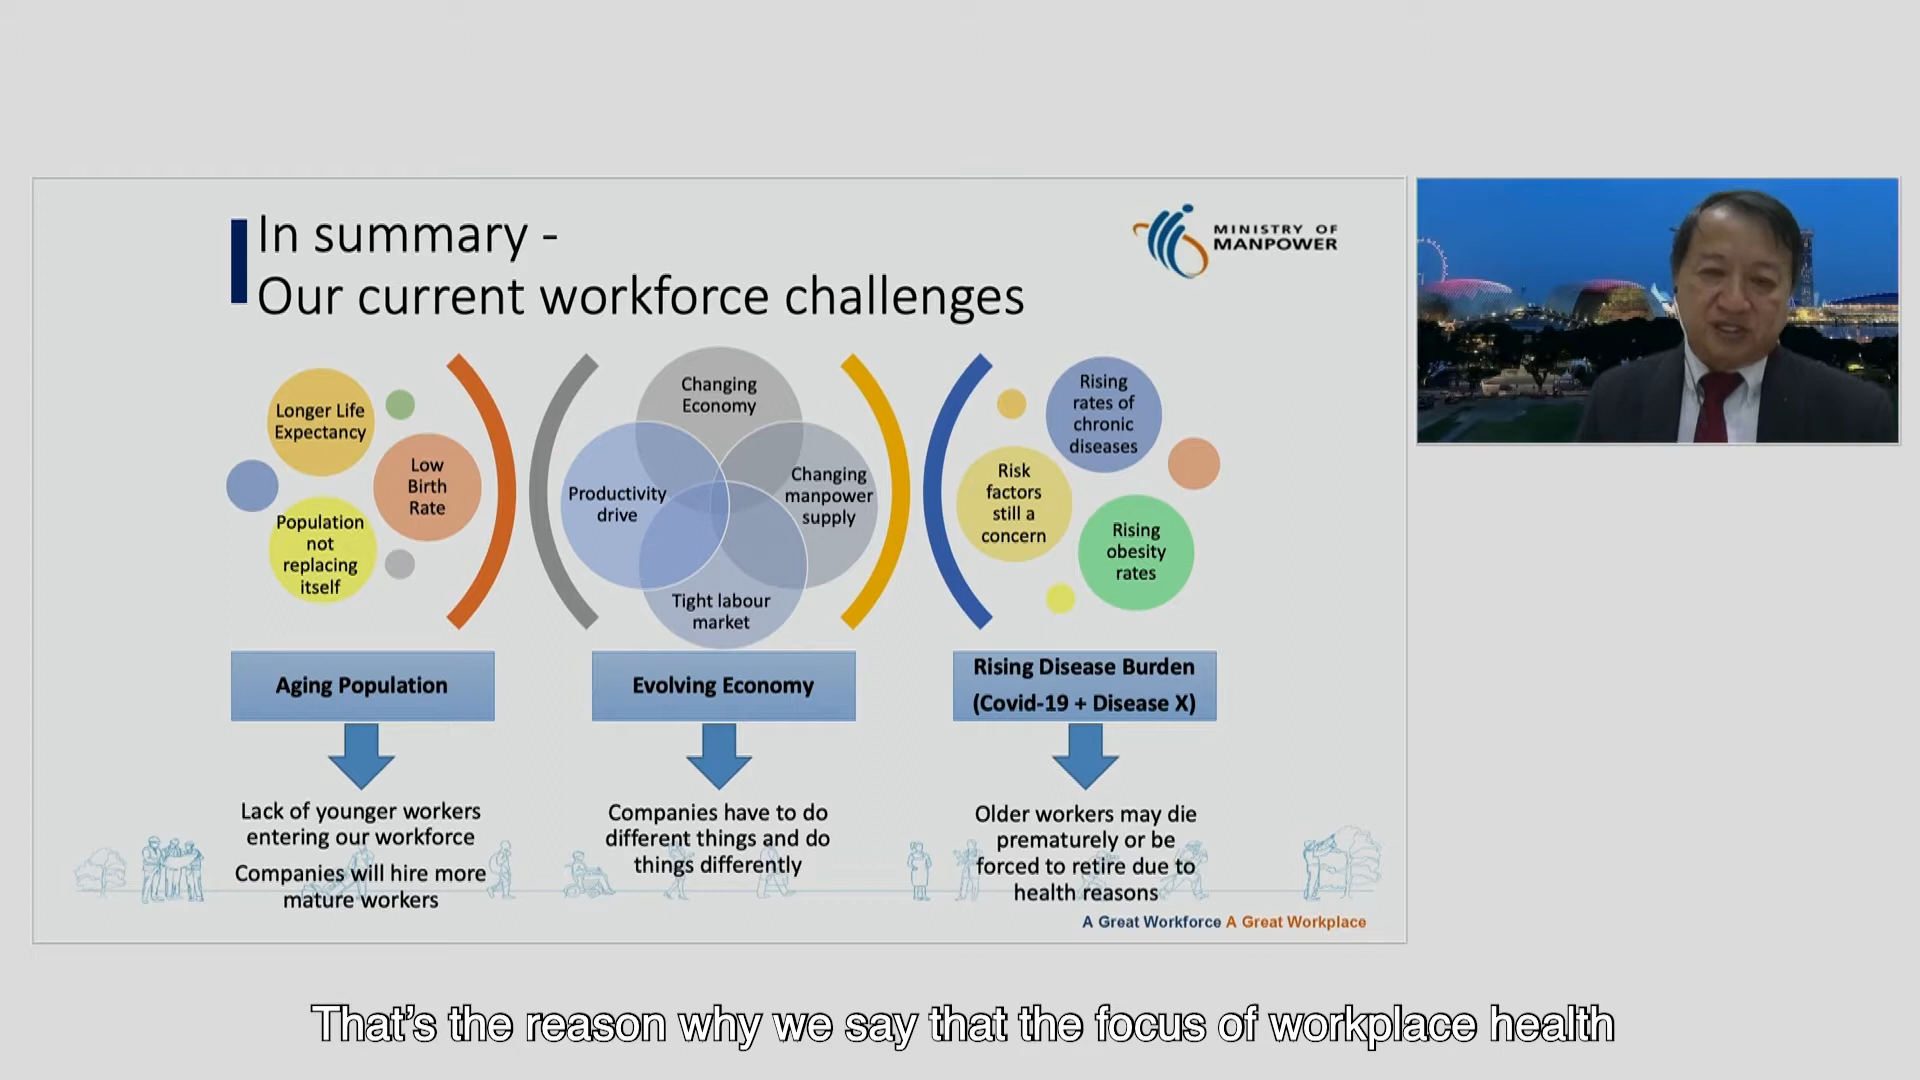 In summary -
Our current workforce challenges
MINISTRY OF
MANPOWER
Longer Life
Expectancy
Low
Birth
Rate
Population
not
replacing
itself
Changing
Economy
Productivity
drive
Changing
manpower
supply
Tight labour
market
Rising
rates of
chronic
diseases
Risk
factors
still a
concern
Rising
obesity
rates
Aging Population
Evolving Economy
Rising Disease Burden
(Covid-19 + Disease X)
Lack of younger workers
entering our workforce
Companies will hire more
mature workers
Companies have to do
different things and do
things differently
Older workers may die
prematurely or be
forced to retire due to
health reasons
A Great Workforce A Great Workplace
That's the reason why we say that the focus of workplace health